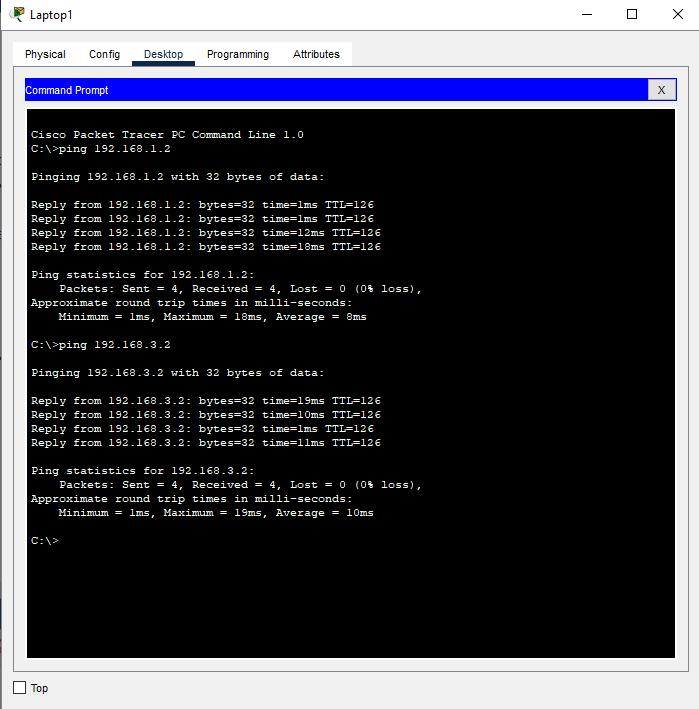 Laptop1
Physical Config Desktop Programming Attributes
Command Prompt X
Cisco Packet Tracer PC Command Line 1.0
C:\>ping 192.168.1.2
Pinging 192.168.1.2 with 32 bytes of data:
Reply from 192.168.1.2: bytes=32 time=1ms TTL=126
Reply from 192.168.1.2: bytes=32 time=1ms TTL=126
Reply from 192.168.1.2: bytes=32 time=12ms TTL=126
Reply from 192.168.1.2: bytes=32 time=18ms TTL=126
Ping statistics for 192.168.1.2:
Packets: Sent = 4, Received = 4, Lost = 0 (0% loss),
Approximate round trip times in milli-seconds:
Minimum = 1ms, Maximum = 18ms, Average = 8ms
C:\>ping 192.168.3.2
Pinging 192.168.3.2 with 32 bytes of data:
Reply from 192.168.3.2: bytes=32 time=19ms TTL=126
Reply from 192.168.3.2: bytes=32 time=10ms TTL=126
Reply from 192.168.3.2: bytes=32 time=1ms TTL=126
Reply from 192.168.3.2: bytes=32 time=11ms TTL=126
Ping statistics for 192.168.3.2:
Packets: Sent = 4, Received = 4, Lost = 0 (0% loss),
Approximate round trip times in milli-seconds:
Minimum = 1ms, Maximum = 19ms, Average = 10ms
C:\>
Top